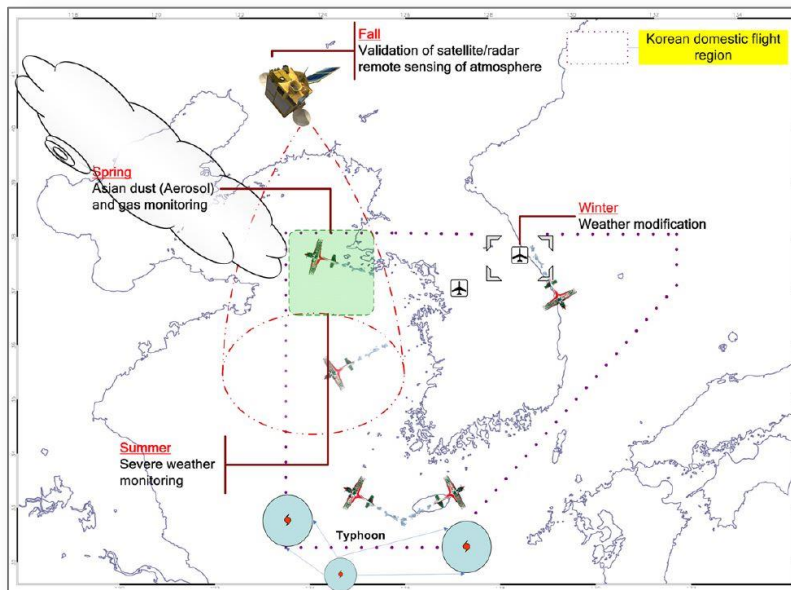 Fall
Validation of satellite/radar
remote sensing of atmosphere
Korean domestic flight
region
Spring
Asian dust (Aerosol)
and gas monitoring
Winter
Weather modification
Summer
Severe weather
monitoring
Typhoon